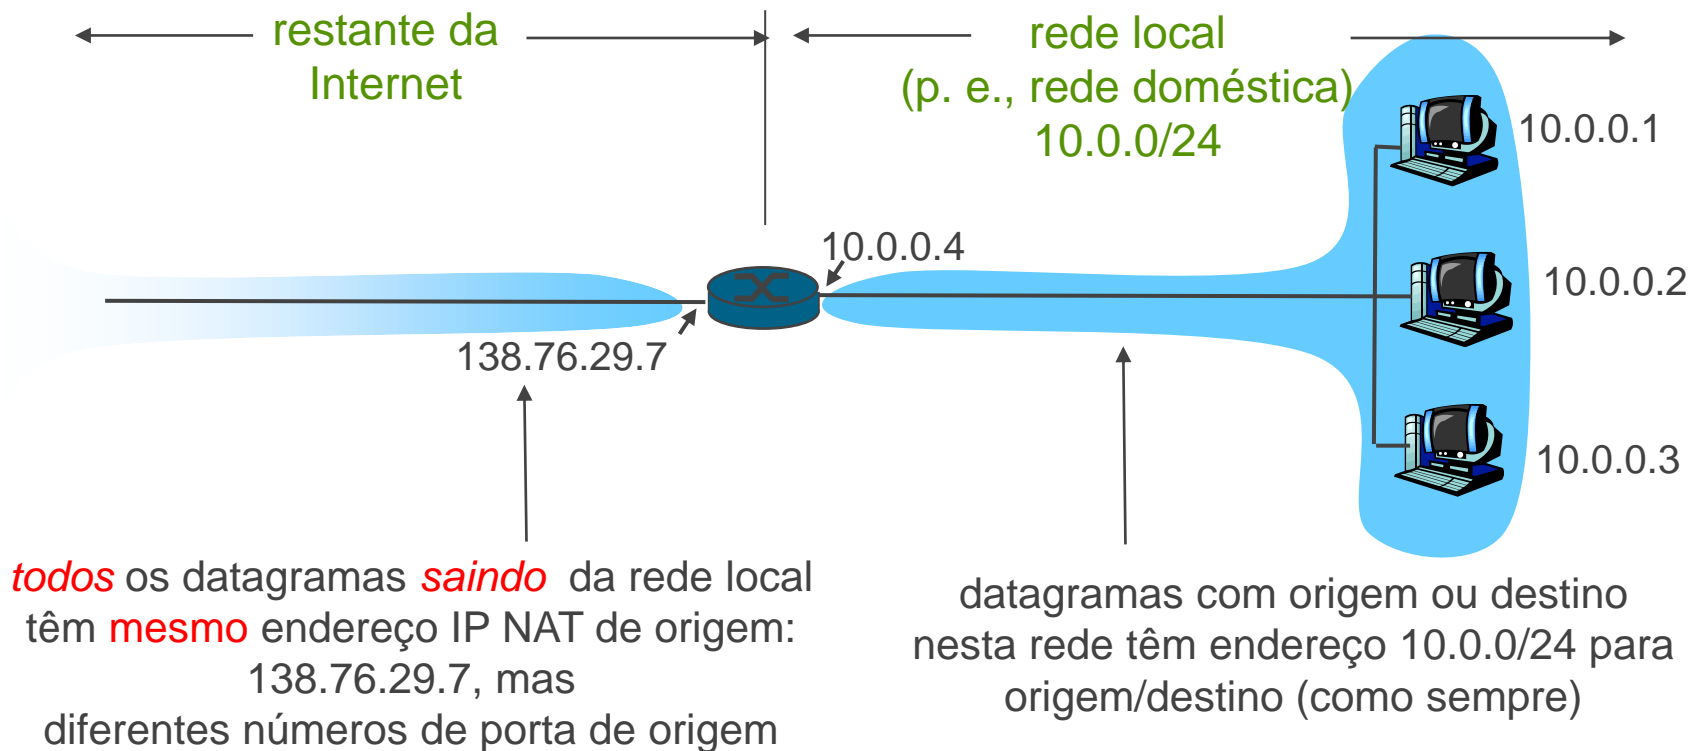 restante da
Internet
rede local
(p. e., rede doméstica)
10.0.0/24
10.0.0.1
10.0.0.4
10.0.0.2
138.76.29.7
10.0.0.3
todos os datagramas saindo da rede local
têm mesmo endereço IP NAT de origem:
138.76.29.7, mas
diferentes números de porta de origem
datagramas com origem ou destino
nesta rede têm endereço 10.0.0/24 para
origem/destino (como sempre)